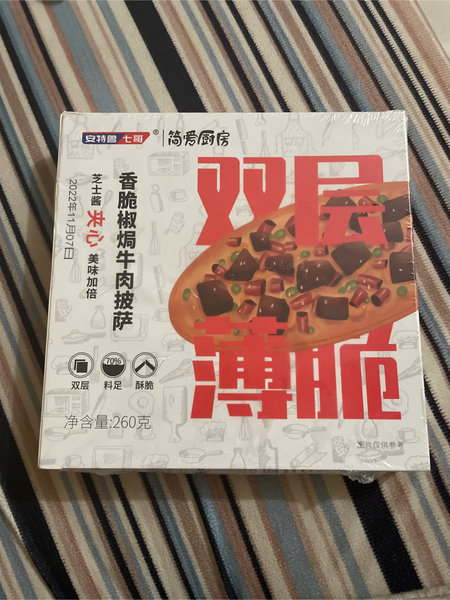 安特鲁 七哥® 简爱厨房
双层
薄脆
香脆椒焗牛肉披萨
芝士酱 夹心 美味加倍
2022年11月07日
70%
双层 料足 酥脆
净含量:260克
图片仅供参考